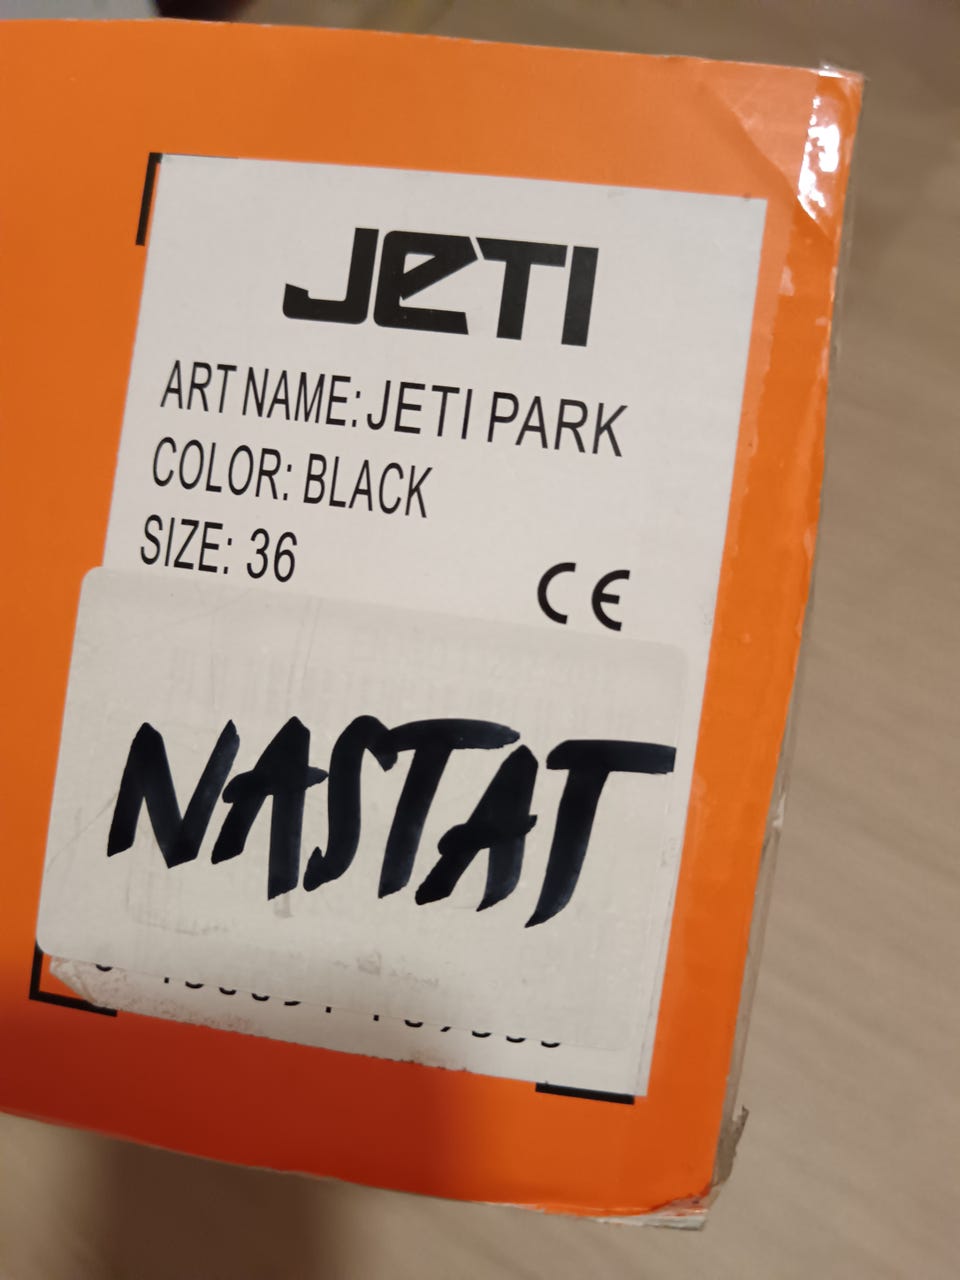 JETI
ART NAME: JETI PARK
COLOR: BLACK
SIZE: 36
CE
NASTAT